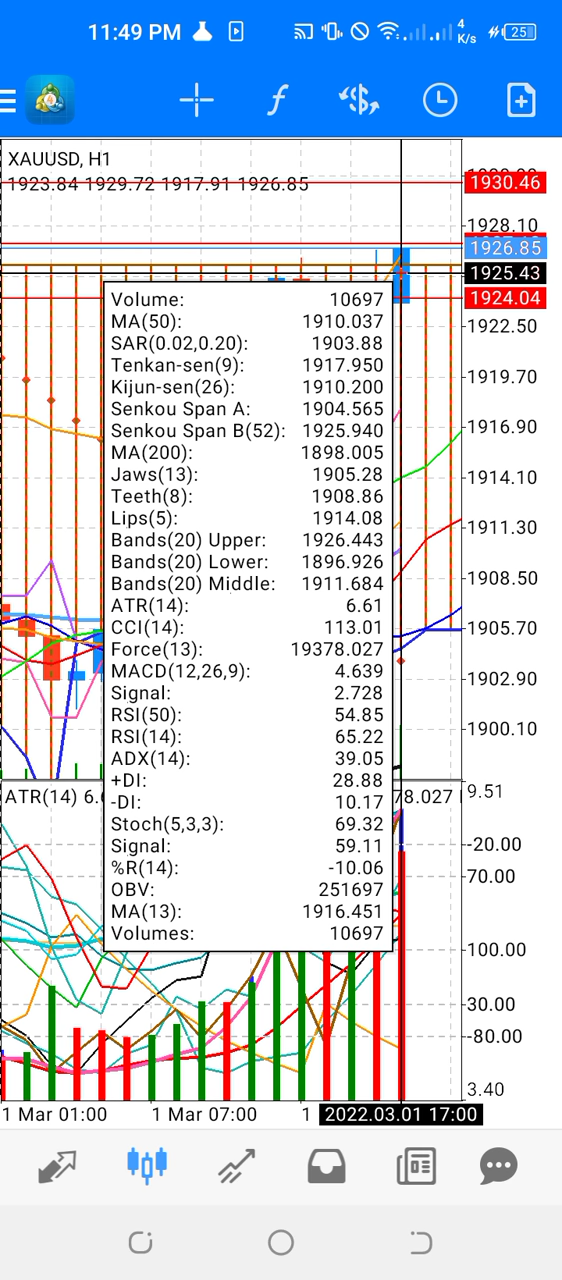 11:49 PM 4 K/s 25
4
XAUUSD, H1
1923.84 1929.72 1917.91 1926.85
1930.46
1928.10
1926.85
1925.43
1924.04
1922.50
1919.70
1916.90
1914.10
1911.30
1908.50
1905.70
1902.90
1900.10
Volume: 10697
MA(50): 1910.037
SAR(0.02,0.20): 1903.88
Tenkan-sen(9): 1917.950
Kijun-sen(26): 1910.200
Senkou Span A: 1904.565
Senkou Span B(52): 1925.940
MA(200): 1898.005
Jaws(13): 1905.28
Teeth(8): 1908.86
Lips(5): 1914.08
Bands(20) Upper: 1926.443
Bands(20) Lower: 1896.926
Bands(20) Middle: 1911.684
ATR(14): 6.61
CCI(14): 113.01
Force(13): 19378.027
MACD(12,26,9): 4.639
Signal: 2.728
RSI(50): 54.85
RSI(14): 65.22
ADX(14): 39.05
+DI: 28.88
-DI: 10.17
Stoch(5,3,3): 69.32
Signal: 59.11
%R(14): -10.06
OBV: 251697
MA(13): 1916.451
Volumes: 10697
ATR(14) 6.6 78.027
9.51
-20.00
70.00
100.00
30.00
-80.00
3.40
1 Mar 01:00 1 Mar 07:00 1 2022.03.01 17:00